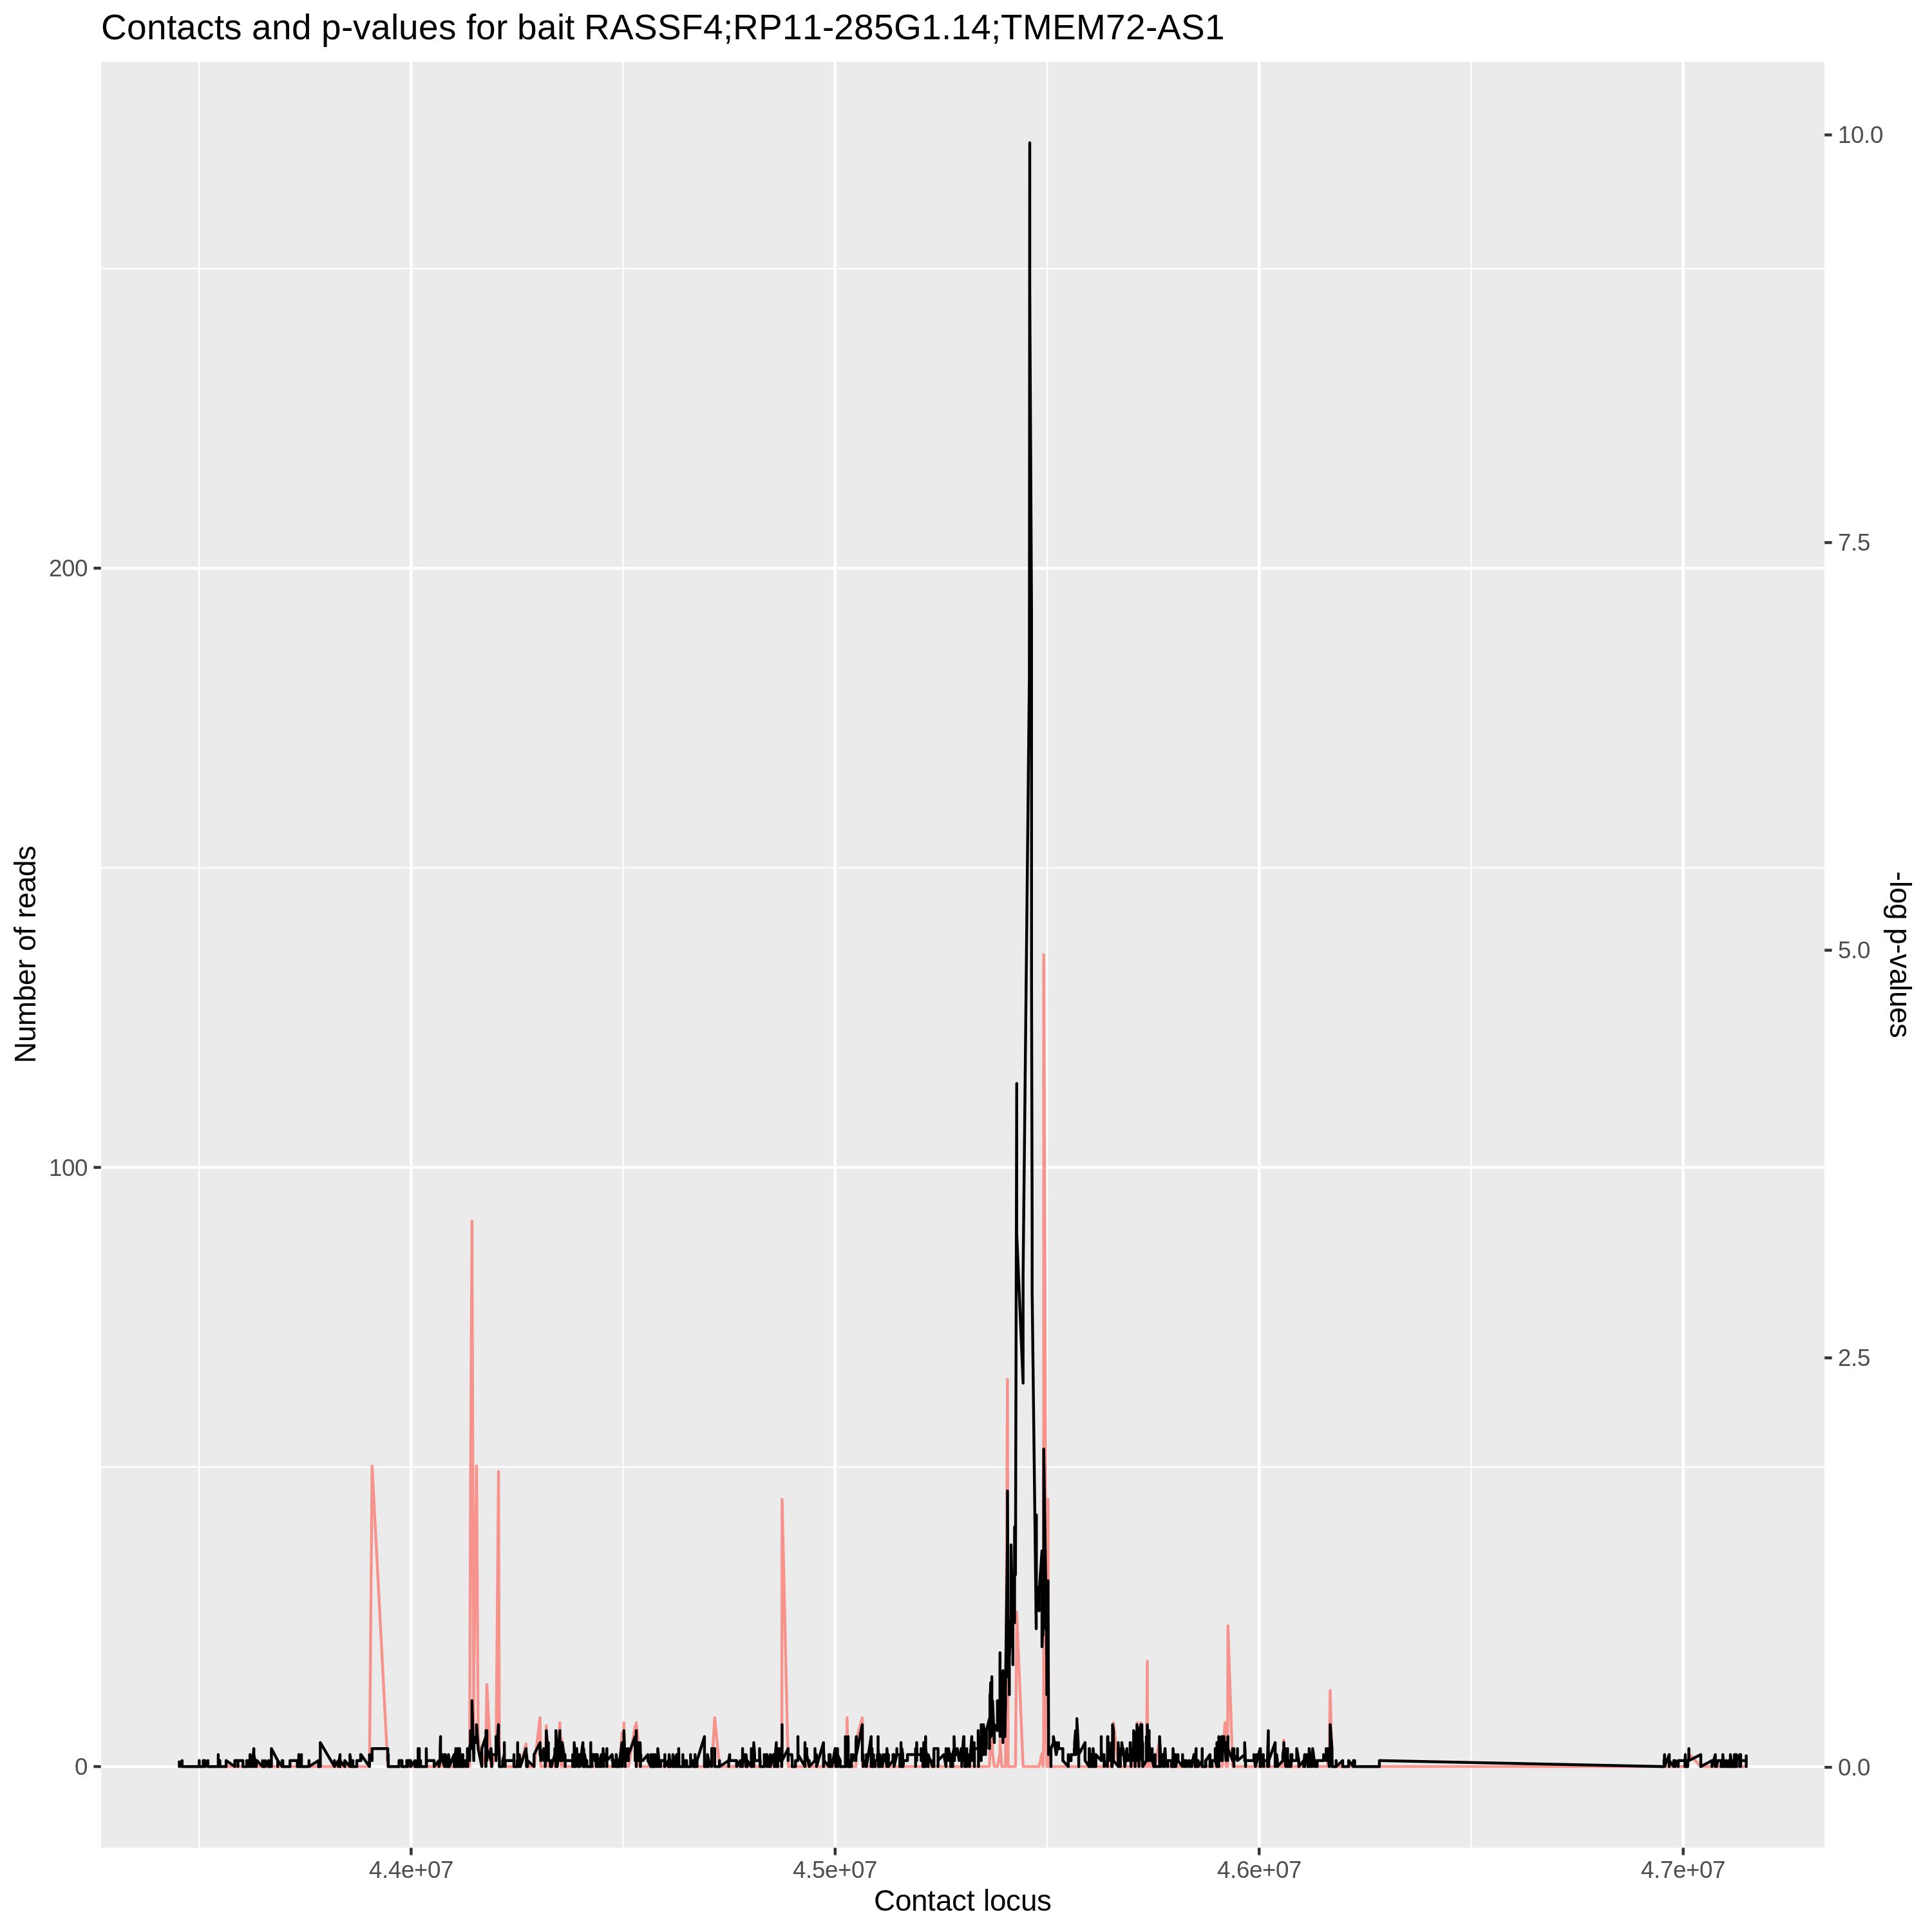 Contacts and p-values for bait RASSF4;RP11-285G1.14;TMEM72-AS1
Number of reads
200
100
0
10.0
7.5
5.0
2.5
0.0
-log p-values
4.4e+07
4.5e+07
4.6e+07
4.7e+07
Contact locus